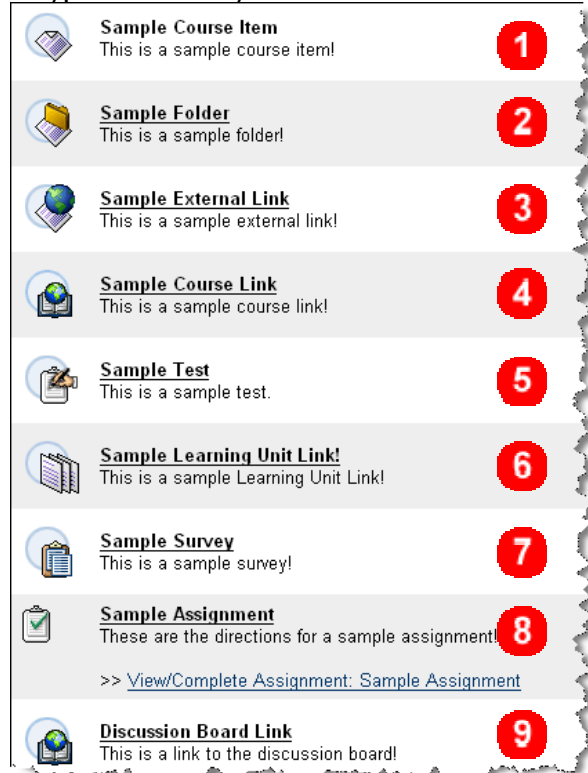 Sample Course Item
This is a sample course item!
1
Sample Folder
This is a sample folder!
2
Sample External Link
This is a sample external link!
3
Sample Course Link
This is a sample course link!
4
Sample Test
This is a sample test.
5
Sample Learning Unit Link!
This is a sample Learning Unit Link!
6
Sample Survey
This is a sample survey!
7
Sample Assignment
These are the directions for a sample assignment!
8
>> View/Complete Assignment: Sample Assignment
Discussion Board Link
This is a link to the discussion board!
9